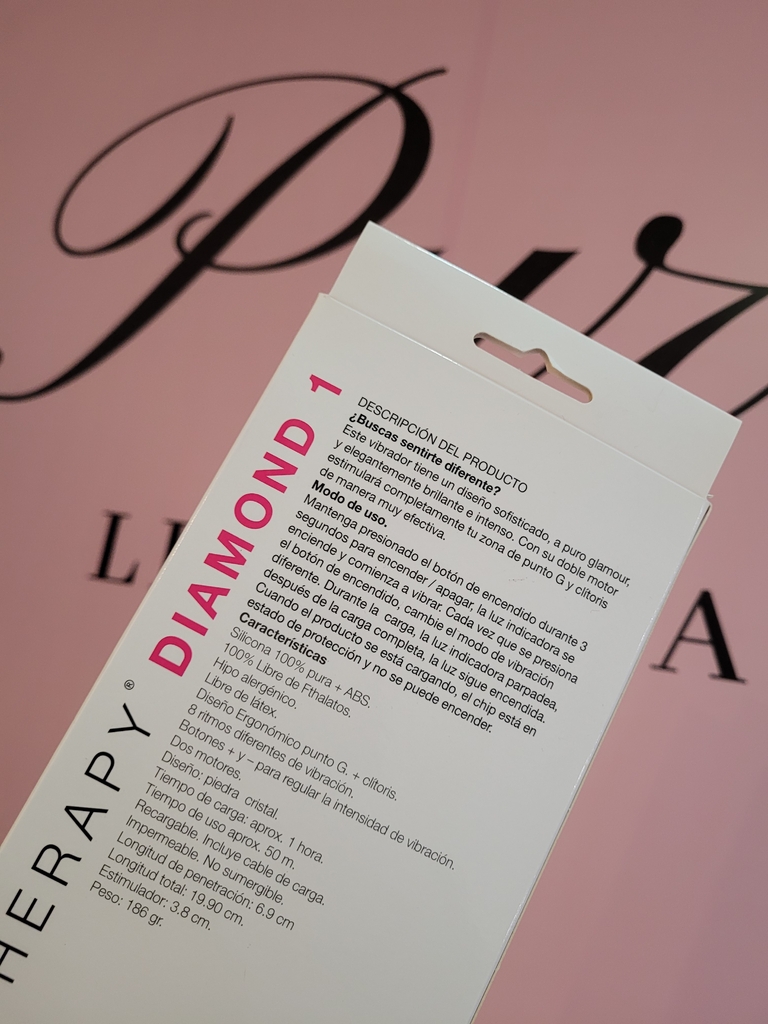 Pur
LE
A
HERAPY®
DIAMOND 1
DESCRIPCIÓN DEL PRODUCTO
¿Buscas sentirte diferente?
Este vibrador tiene un diseño sofisticado, a puro glamour,
y elegantemente brillante e intenso. Con su doble motor
estimulará completamente tu zona de punto G y clítoris
de manera muy efectiva.
Modo de uso.
Mantenga presionado el botón de encendido durante 3
segundos para encender / apagar, la luz indicadora se
enciende y comienza a vibrar. Cada vez que se presiona
el botón de encendido, cambie el modo de vibración
diferente. Durante la carga, la luz indicadora parpadea,
después de la carga completa, la luz sigue encendida.
Cuando el producto se está cargando, el chip está en
estado de protección y no se puede encender.
Características
Silicona 100% pura + ABS.
100% Libre de Fthalatos.
Hipo alergénico.
Libre de látex.
Diseño Ergonómico punto G. + clítoris.
8 ritmos diferentes de vibración.
Botones + y – para regular la intensidad de vibración.
Dos motores.
Diseño: piedra cristal.
Tiempo de carga: aprox. 1 hora.
Tiempo de uso aprox. 50 m.
Recargable. Incluye cable de carga.
Impermeable. No sumergible.
Longitud de penetración: 6.9 cm
Longitud total: 19.90 cm.
Estimulador: 3.8 cm.
Peso: 186 gr.